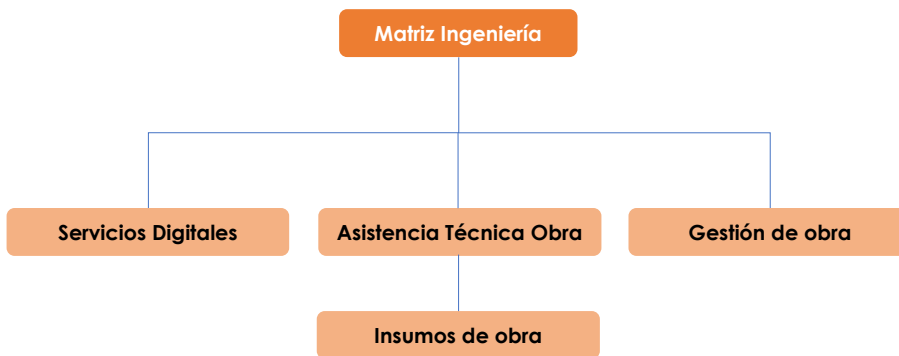 Matriz Ingeniería
Servicios Digitales
Asistencia Técnica Obra
Gestión de obra
Insumos de obra